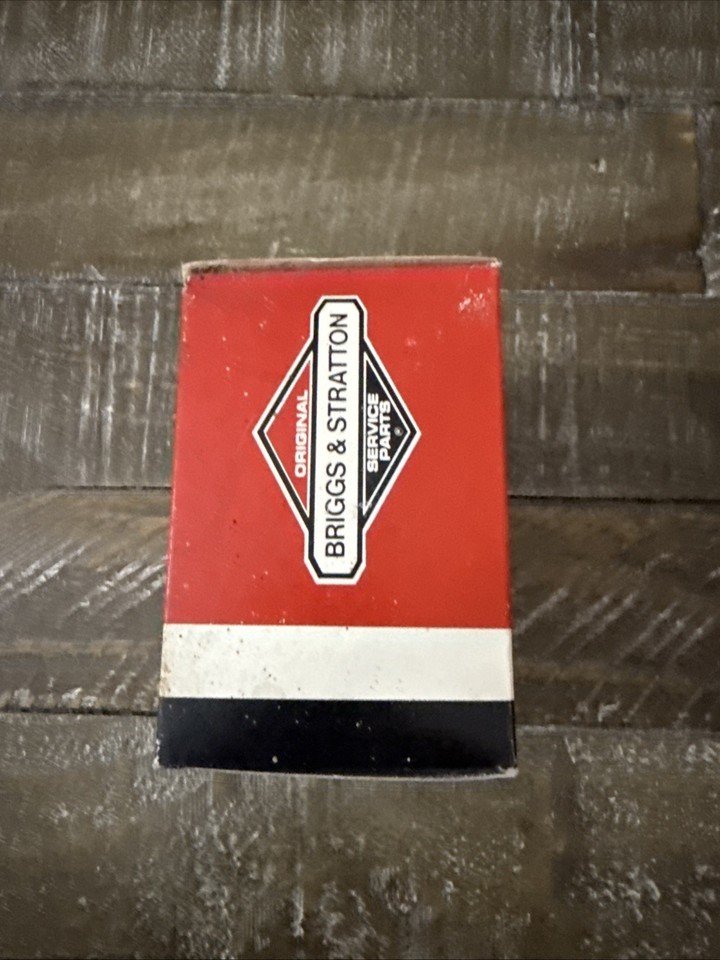 ORIGINAL
BRIGGS & STRATTON
SERVICE
PARTS